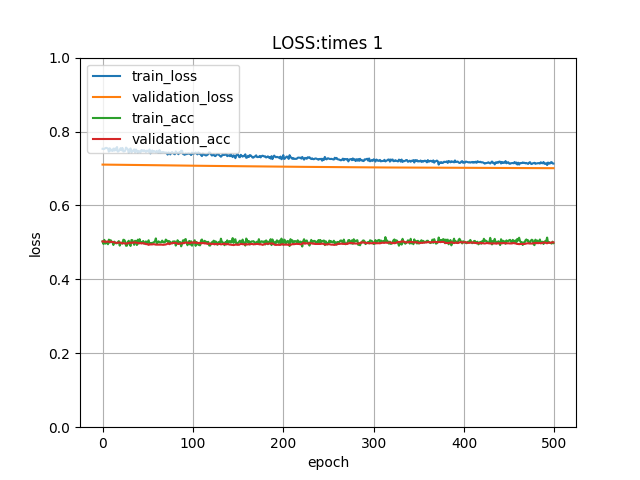 LOSS:times 1
train_loss
validation_loss
train_acc
validation_acc
1.0
0.8
0.6
0.4
0.2
0.0
loss
0
100
200
300
400
500
epoch